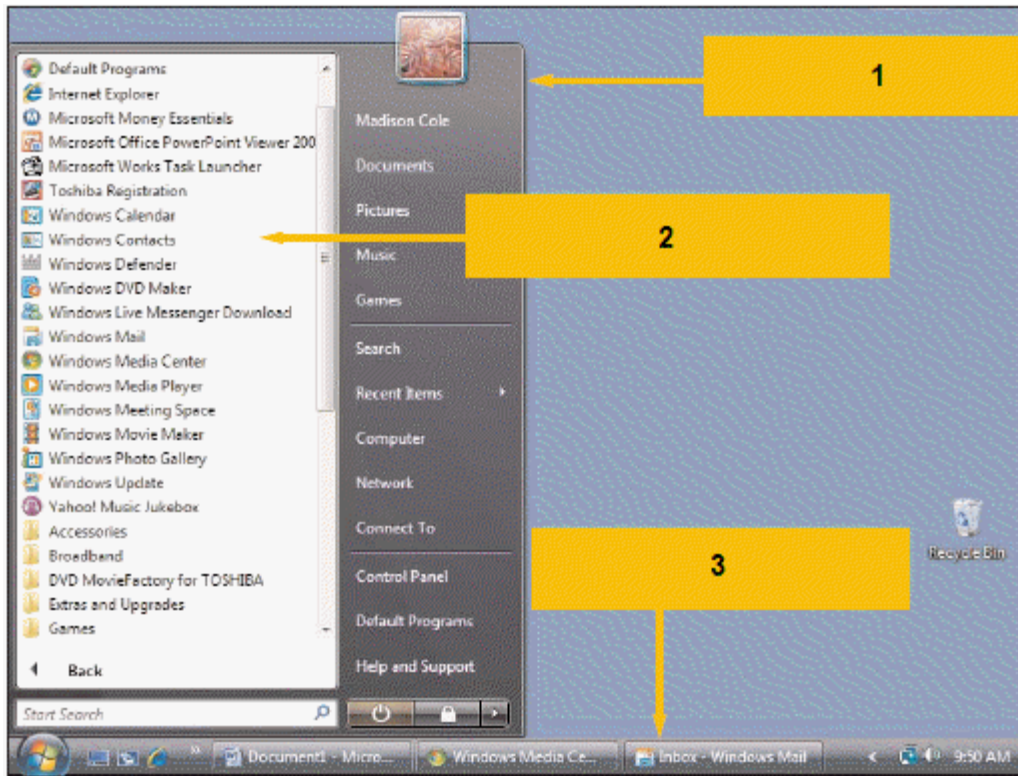 1
Default Programs
Internet Explorer
Microsoft Money Essentials
Microsoft Office PowerPoint Viewer 200
Microsoft Works Task Launcher
Toshiba Registration
Windows Calendar
Windows Contacts
Windows Defender
Windows DVD Maker
Windows Live Messenger Download
Windows Mail
Windows Media Center
Windows Media Player
Windows Meeting Space
Windows Movie Maker
Windows Photo Gallery
Windows Update
Yahoo! Music Jukebox
Accessories
Broadband
DVD MovieFactory for TOSHIBA
Extras and Upgrades
Games
Back
Start Search
Madison Cole
Documents
Pictures
Music
Games
Search
Recent Items
Computer
Network
Connect To
Control Panel
Default Programs
Help and Support
2
3
Recycle Bin
Document1 - Micro...
Windows Media Ce...
Inbox - Windows Mail
9:50 AM